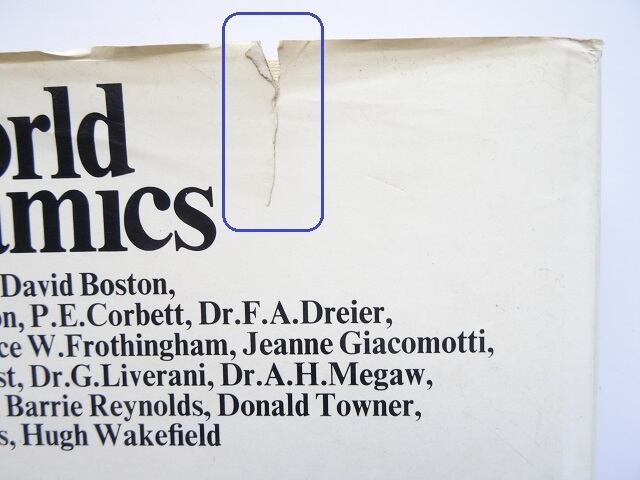 orld
amics
David Boston,
on, P.E.Corbett, Dr.F.A.Dreier,
ce W.Frothingham, Jeanne Giacomotti,
st, Dr.G.Liverani, Dr.A.H.Megaw,
, Barrie Reynolds, Donald Towner,
s, Hugh Wakefield